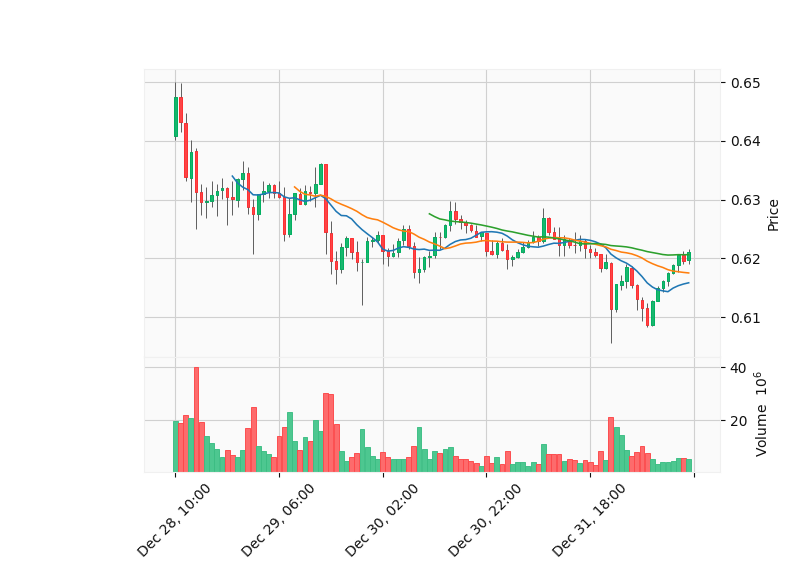 0.65
0.64
0.63
0.62
0.61
Price
40
20
Volume 10^6
Dec 28, 10:00
Dec 29, 06:00
Dec 30, 02:00
Dec 30, 22:00
Dec 31, 18:00